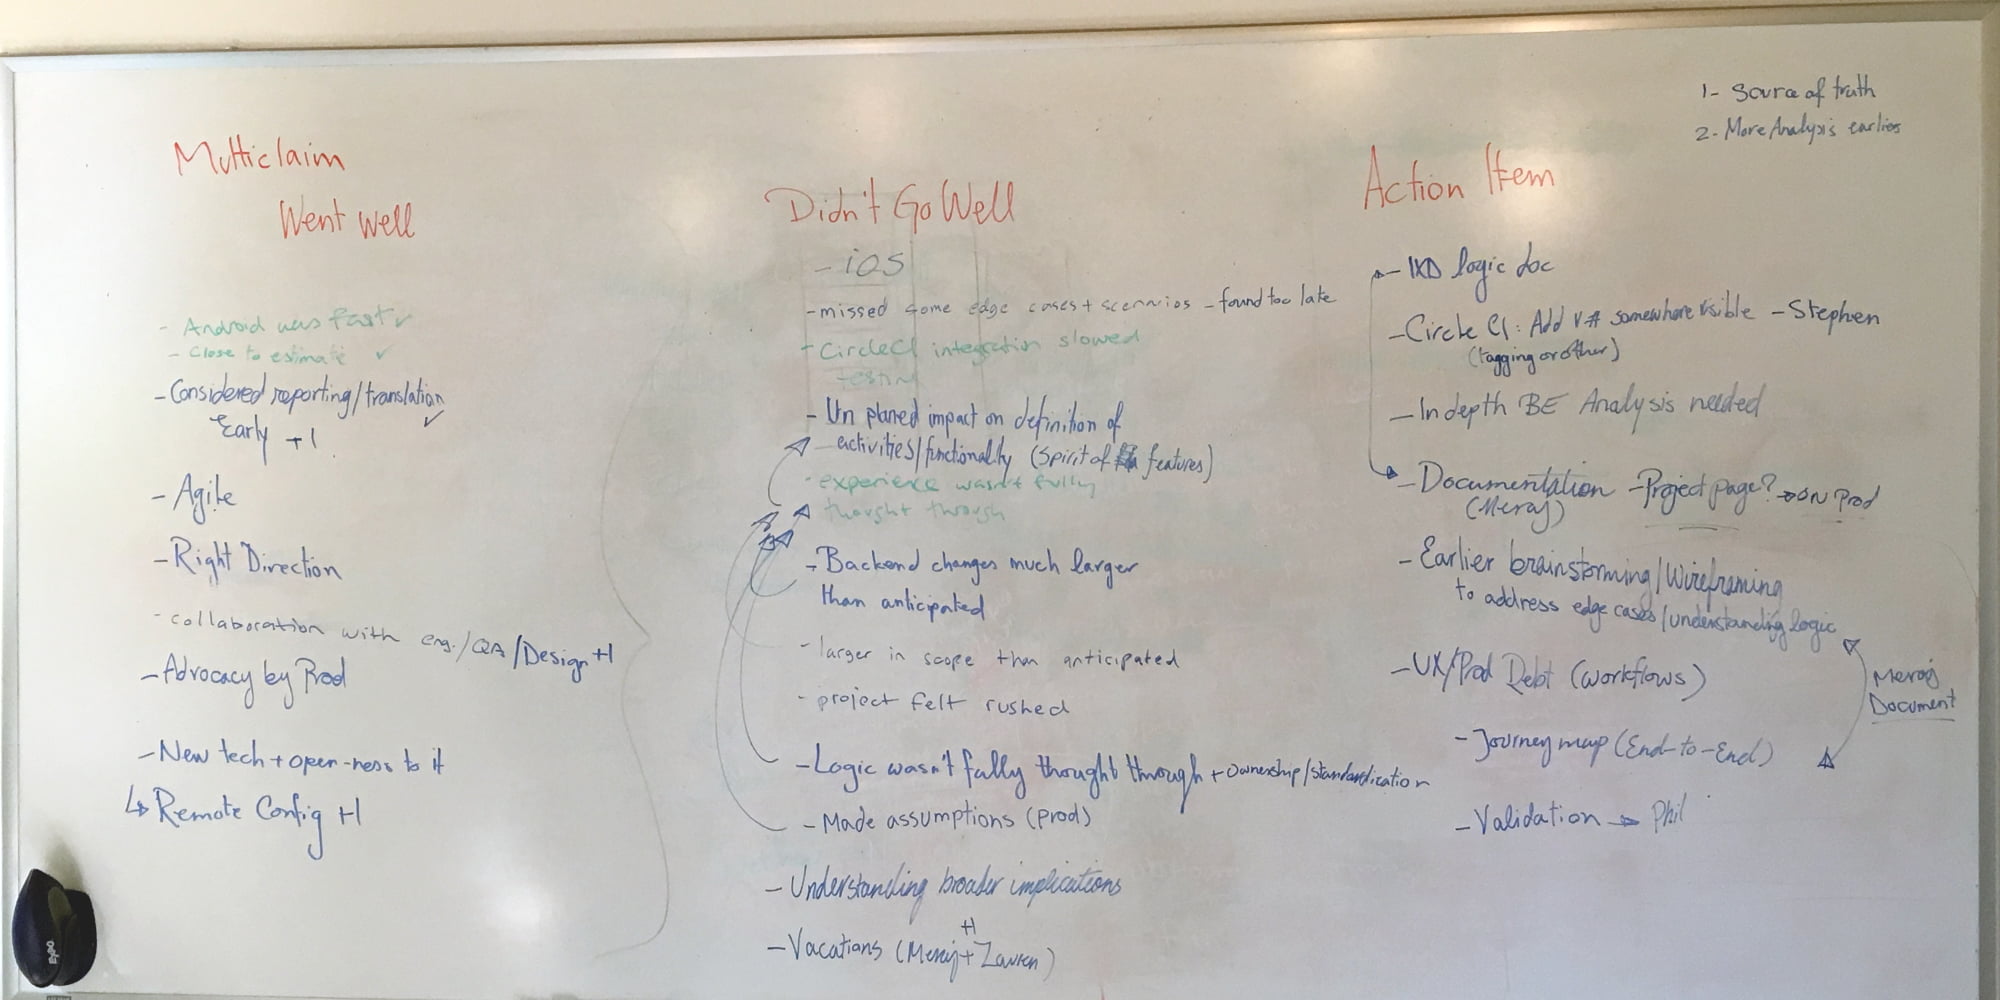 1- Source of truth
2. More Analysis earlier
Multiclaim
Went well
- Android was fast ✓
- Close to estimate ✓
- Considered reporting/translation ✓
Early +1
- Agile
- Right Direction
- collaboration with eng./QA/Design +1
- Advocacy by Prod
- New tech + open-ness to it
↳ Remote Config +1
Didn't Go Well
- iOS
- missed some edge cases + scenarios - found too late
- CircleCI integration slowed
testing
- Un planed impact on definition of
activities/functionality (spirit of features)
- experience wasn't fully
thought through
- Backend changes much larger
than anticipated
- larger in scope than anticipated
- project felt rushed
- Logic wasn't fully thought through + ownership/standardization
- Made assumptions (prod)
- Understanding broader implications
+1
- Vacations (Meraj + Lauren)
Action Item
- IXD logic doc
- Circle CI: Add v# somewhere visible - Stephen
(tagging or other)
- In depth BE Analysis needed
- Documentation - Project page? → on Prod
(Meraj)
- Earlier brainstorming/Wireframing
to address edge cases/understanding logic
- UX/Prod Debt (workflows)
Meraj's
Document
- Journey map (End-to-End)
- Validation → Phil
EXPO